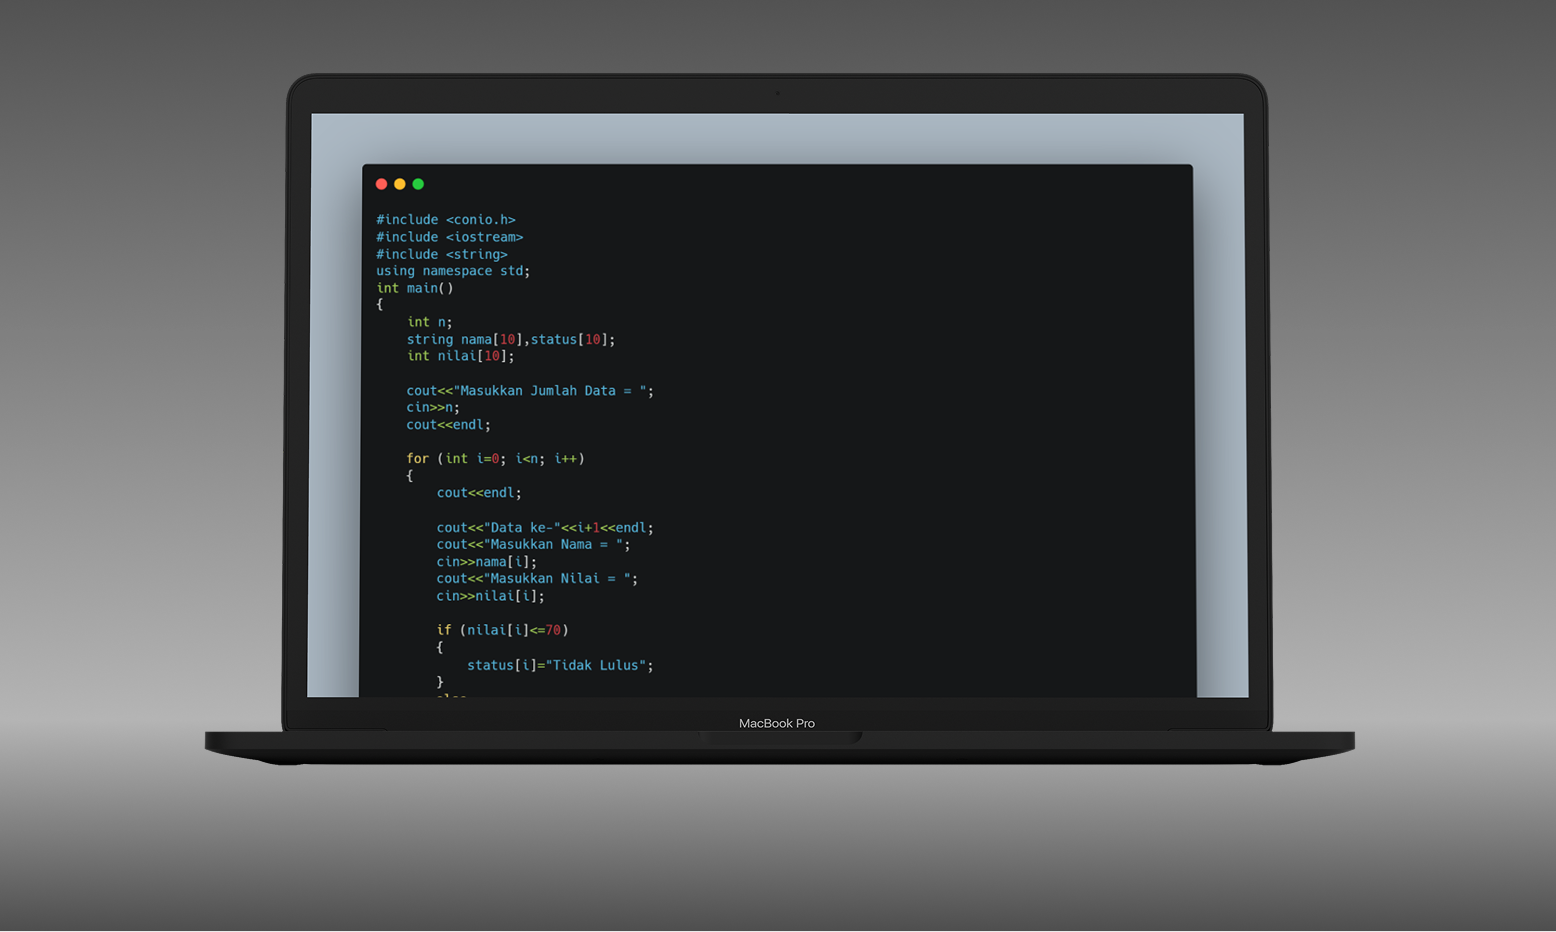 #include <conio.h>
#include <iostream>
#include <string>
using namespace std;
int main()
{
    int n;
    string nama[10],status[10];
    int nilai[10];

    cout<<"Masukkan Jumlah Data = ";
    cin>>n;
    cout<<endl;

    for (int i=0; i<n; i++)
    {
        cout<<endl;

        cout<<"Data ke-"<<i+1<<endl;
        cout<<"Masukkan Nama = ";
        cin>>nama[i];
        cout<<"Masukkan Nilai = ";
        cin>>nilai[i];

        if (nilai[i]<=70)
        {
            status[i]="Tidak Lulus";
        }
MacBook Pro